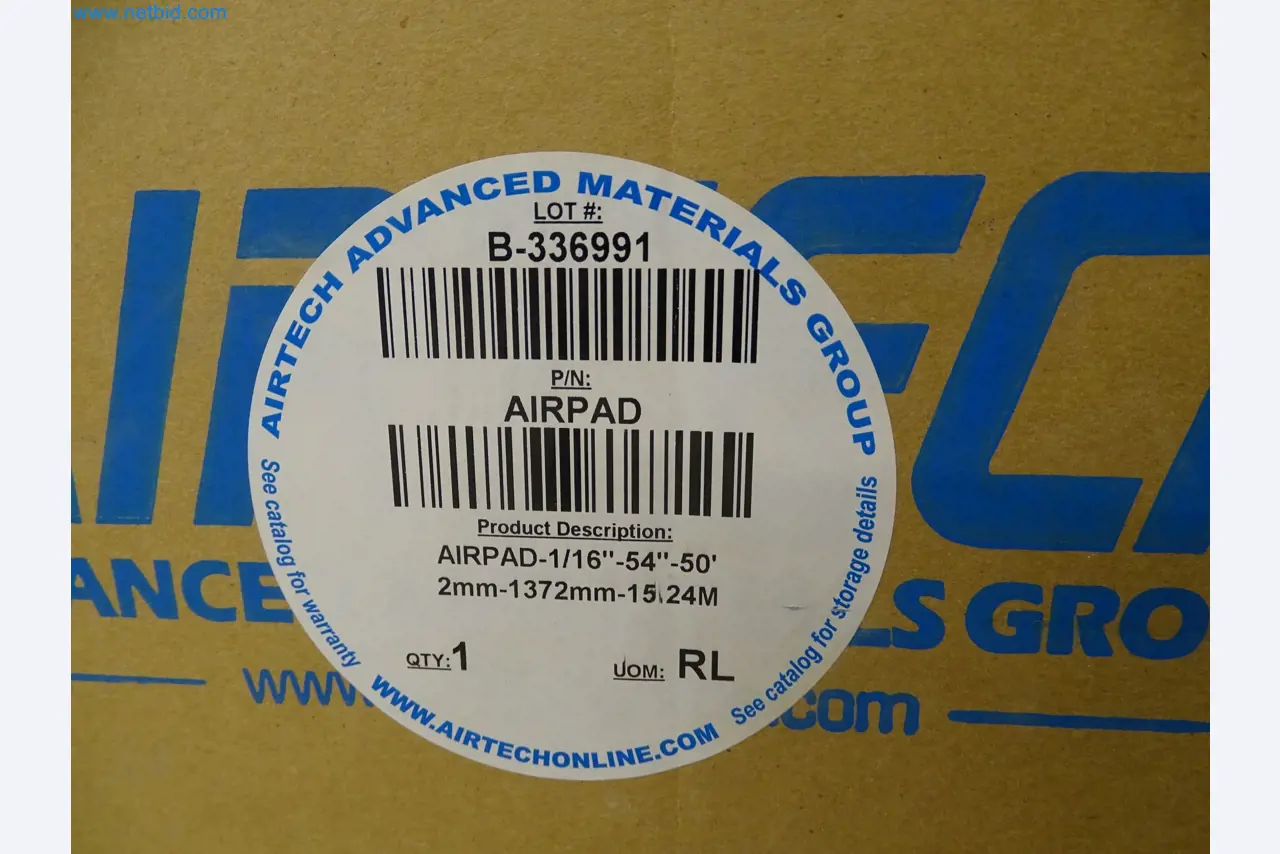 www.netbid.com
AIRTECH ADVANCED MATERIALS GROUP
LOT #:
B-336991
P/N:
AIRPAD
Product Description:
AIRPAD-1/16"-54"-50'
2mm-1372mm-15.24M
QTY: 1
UOM: RL
See catalog for warranty
WWW.AIRTECHONLINE.COM
See catalog for storage details
GRO
www
.com